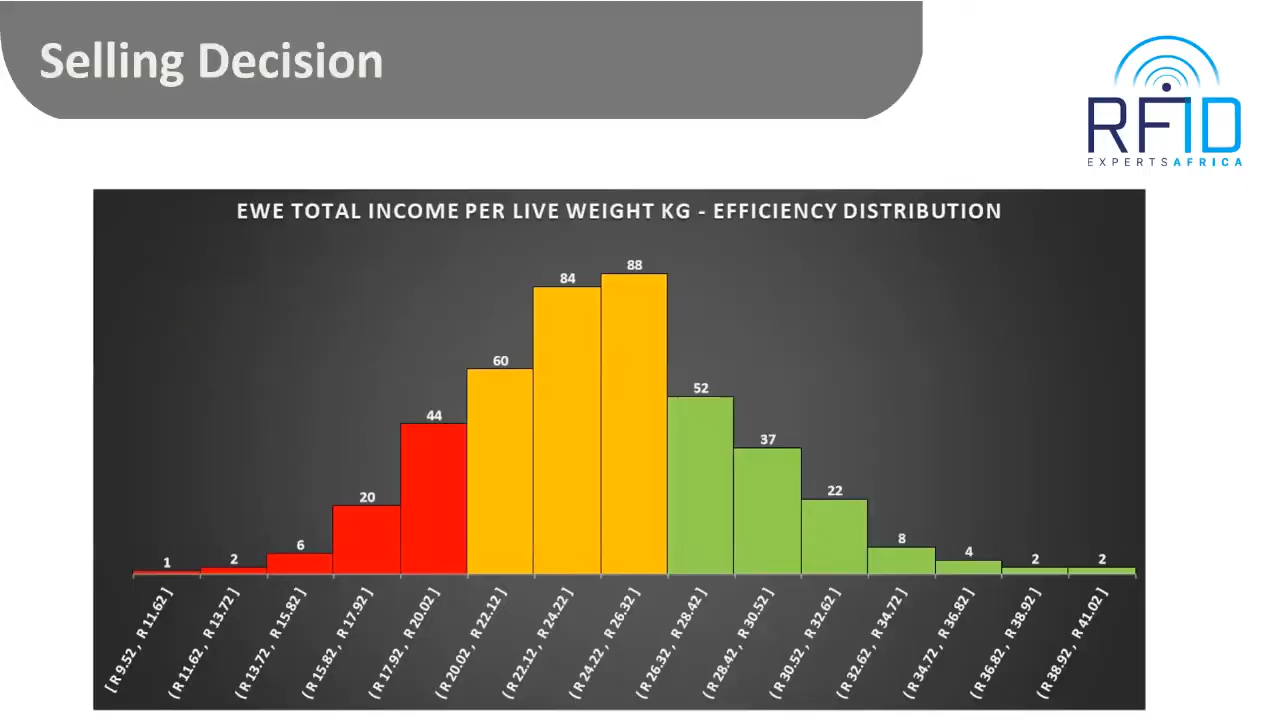 Selling Decision
RFiD
EXPERTSAFRICA
EWE TOTAL INCOME PER LIVE WEIGHT KG - EFFICIENCY DISTRIBUTION
88
84
60
52
44
37
22
20
8
6
4
2
2
2
1
[ R 9.52 , R 11.62 ]
( R 11.62 , R 13.72 ]
( R 13.72 , R 15.82 ]
( R 15.82 , R 17.92 ]
( R 17.92 , R 20.02 ]
( R 20.02 , R 22.12 ]
( R 22.12 , R 24.22 ]
( R 24.22 , R 26.32 ]
( R 26.32 , R 28.42 ]
( R 28.42 , R 30.52 ]
( R 30.52 , R 32.62 ]
( R 32.62 , R 34.72 ]
( R 34.72 , R 36.82 ]
( R 36.82 , R 38.92 ]
( R 38.92 , R 41.02 ]